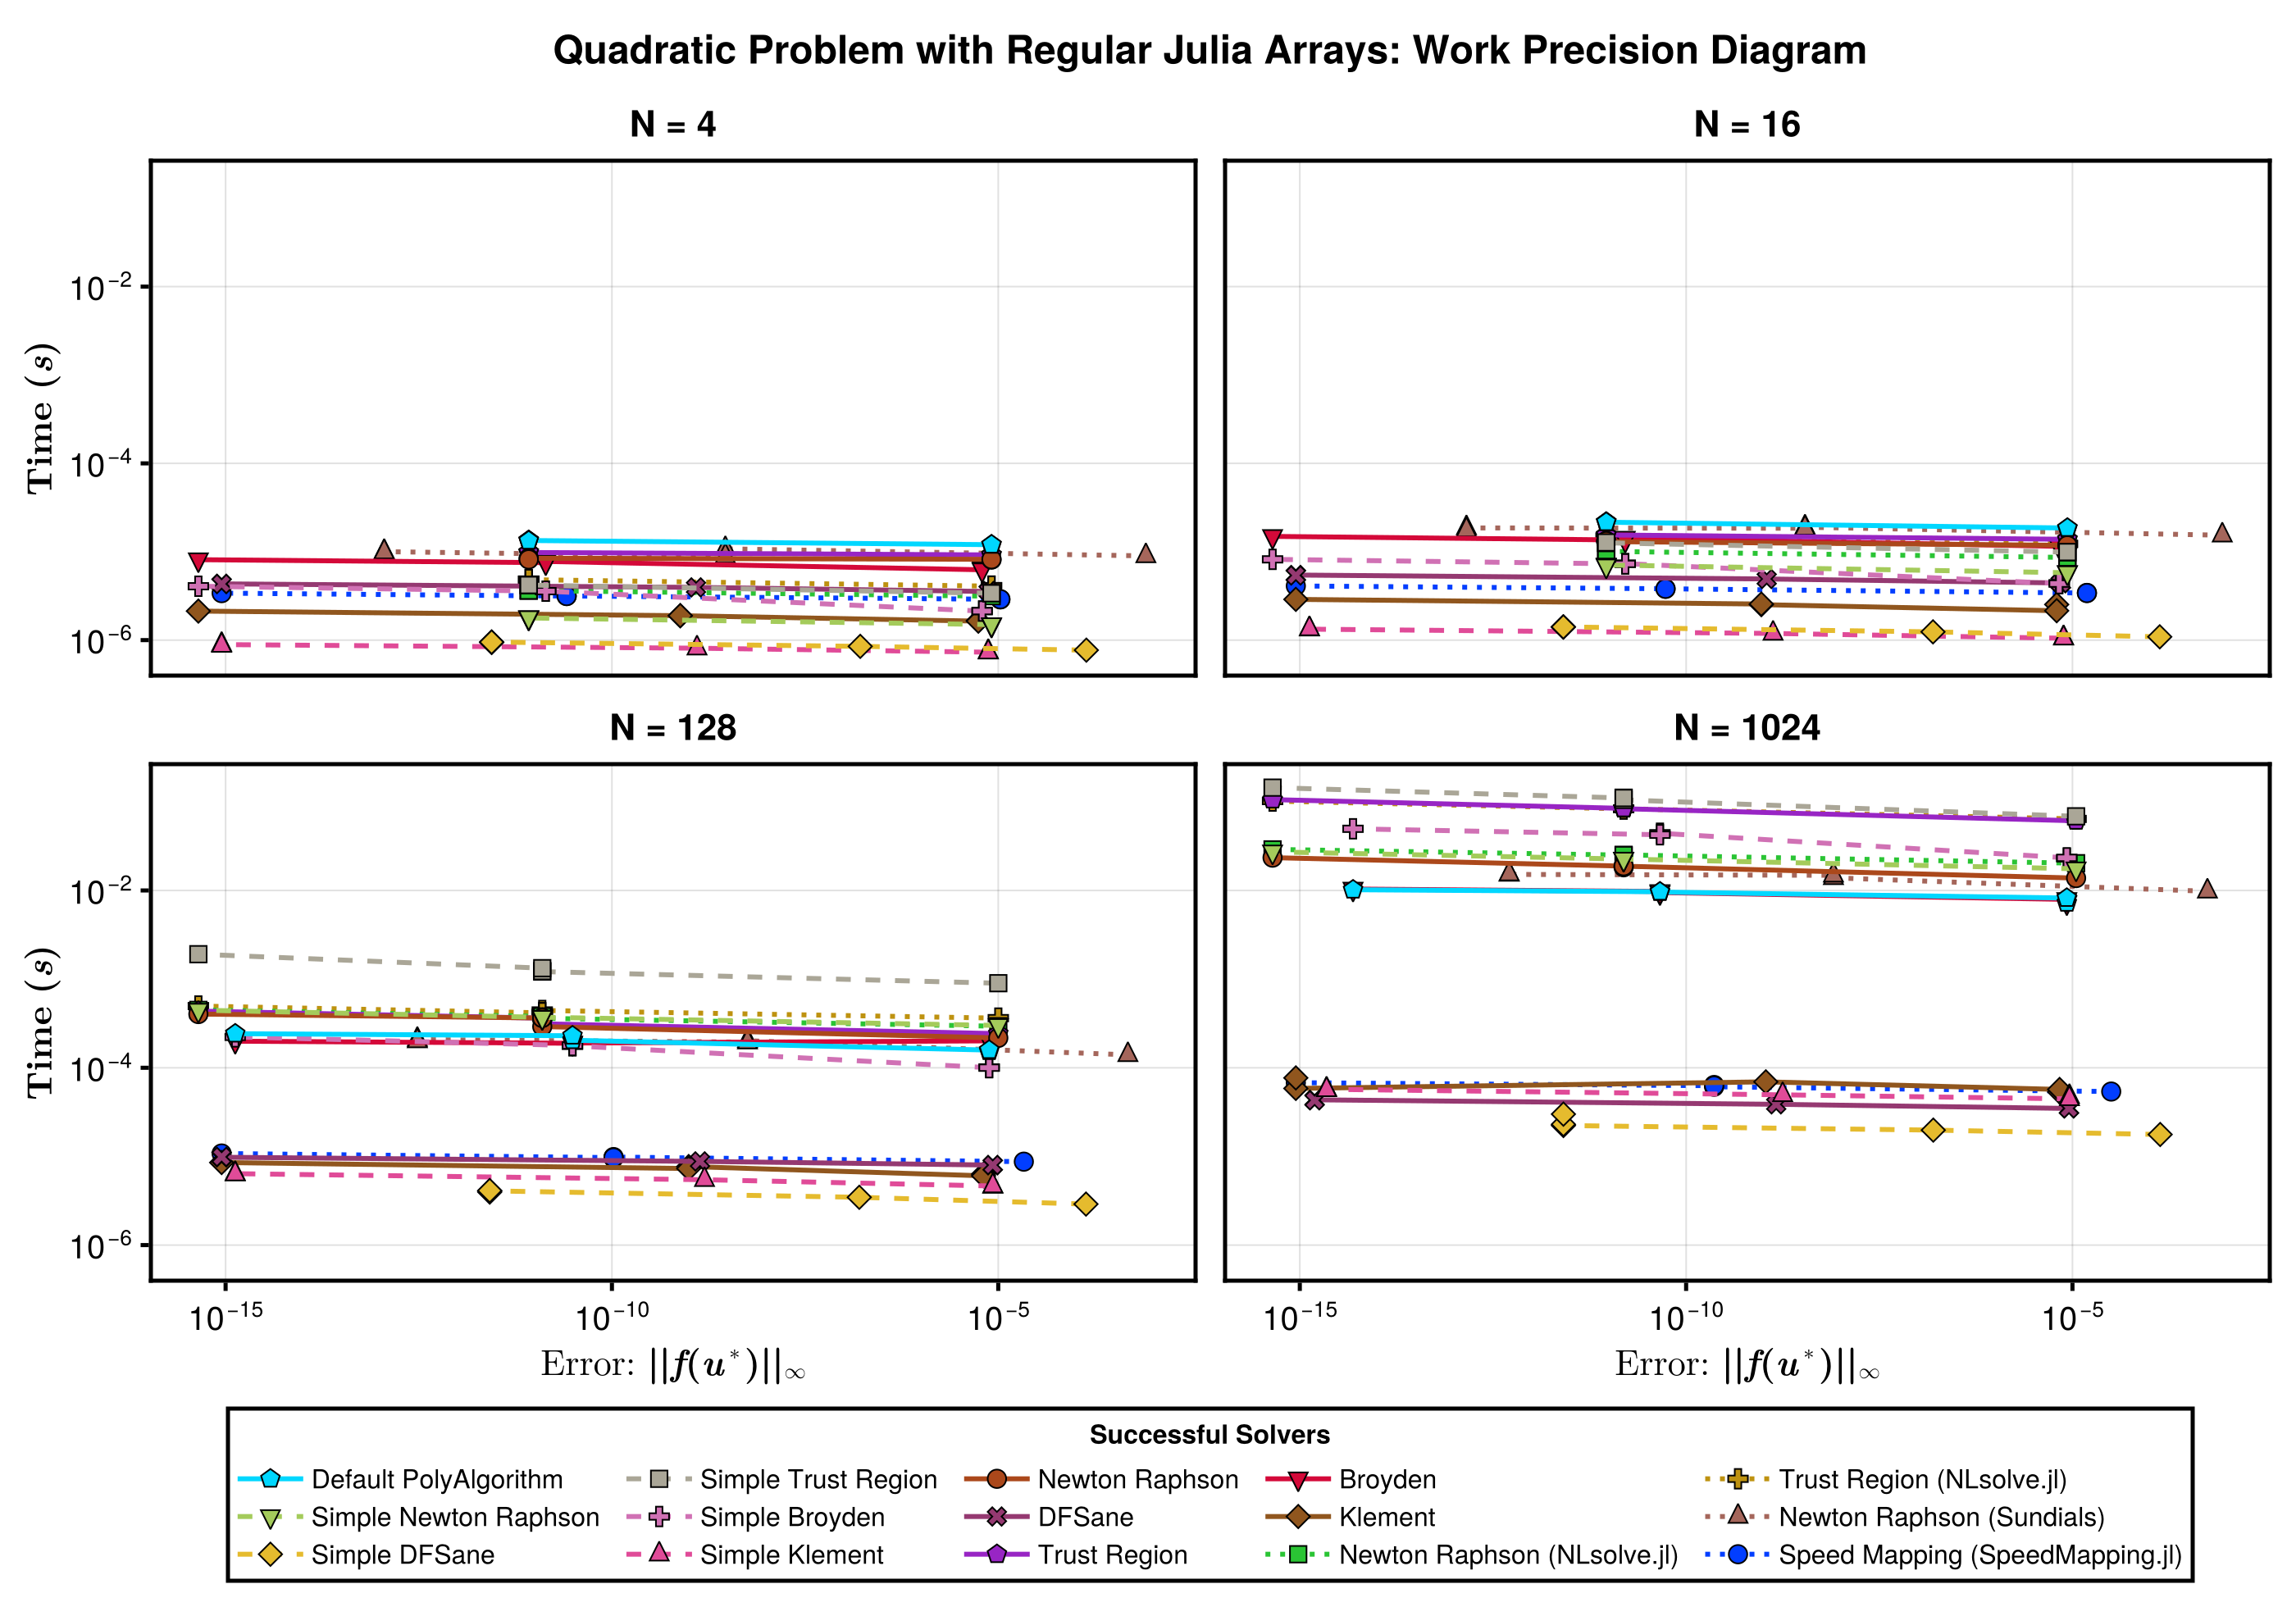 Quadratic Problem with Regular Julia Arrays: Work Precision Diagram
N = 4
N = 16
Time (s)
10⁻²
10⁻⁴
10⁻⁶
N = 128
N = 1024
Time (s)
10⁻²
10⁻⁴
10⁻⁶
10⁻¹⁵ 10⁻¹⁰ 10⁻⁵
10⁻¹⁵ 10⁻¹⁰ 10⁻⁵
Error: ||f(u*)||∞
Error: ||f(u*)||∞
Successful Solvers
Default PolyAlgorithm Simple Trust Region Newton Raphson Broyden Trust Region (NLsolve.jl)
Simple Newton Raphson Simple Broyden DFSane Klement Newton Raphson (Sundials)
Simple DFSane Simple Klement Trust Region Newton Raphson (NLsolve.jl) Speed Mapping (SpeedMapping.jl)